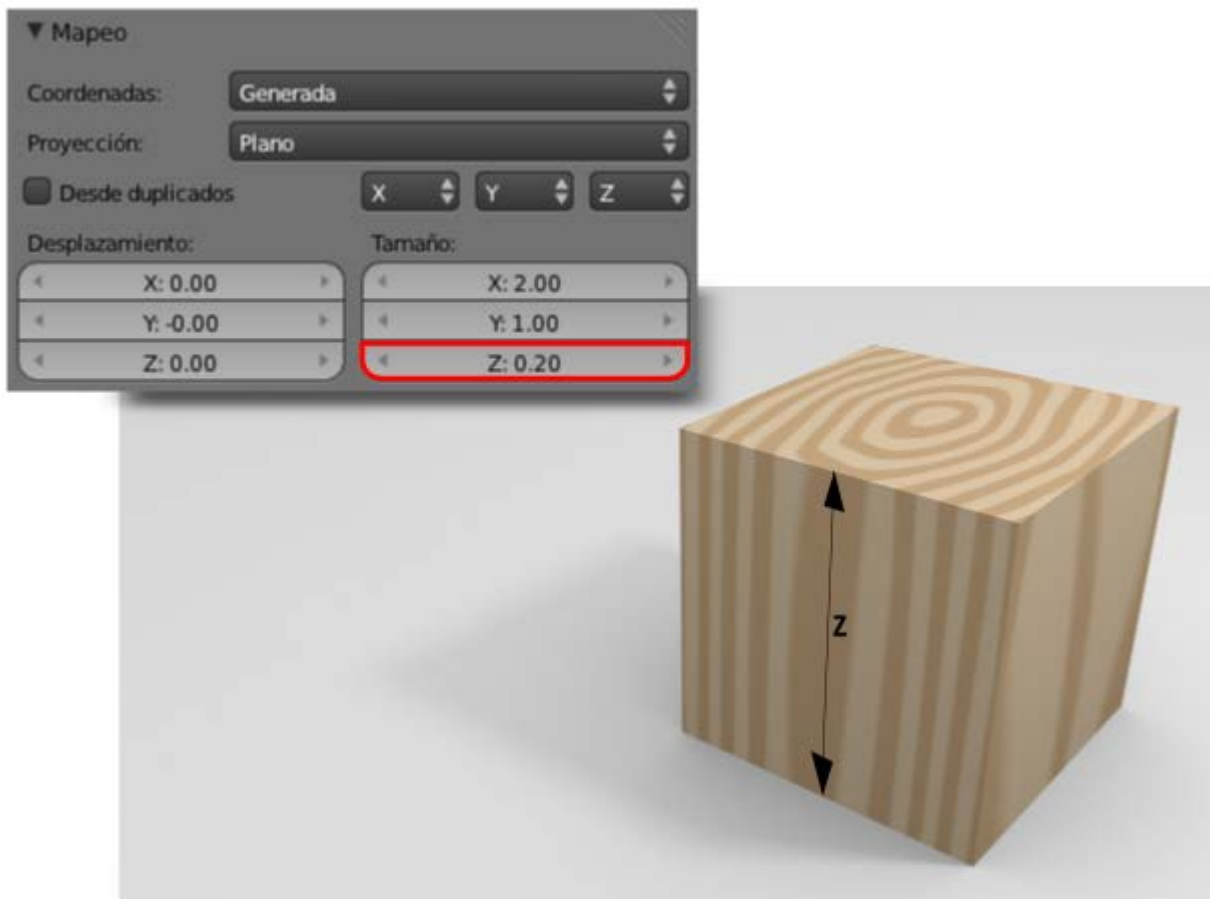 Mapeo
Coordenadas: Generada
Proyección: Plano
Desde duplicados X Y Z
Desplazamiento: Tamaño:
X: 0.00 X: 2.00
Y: -0.00 Y: 1.00
Z: 0.00 Z: 0.20
Z